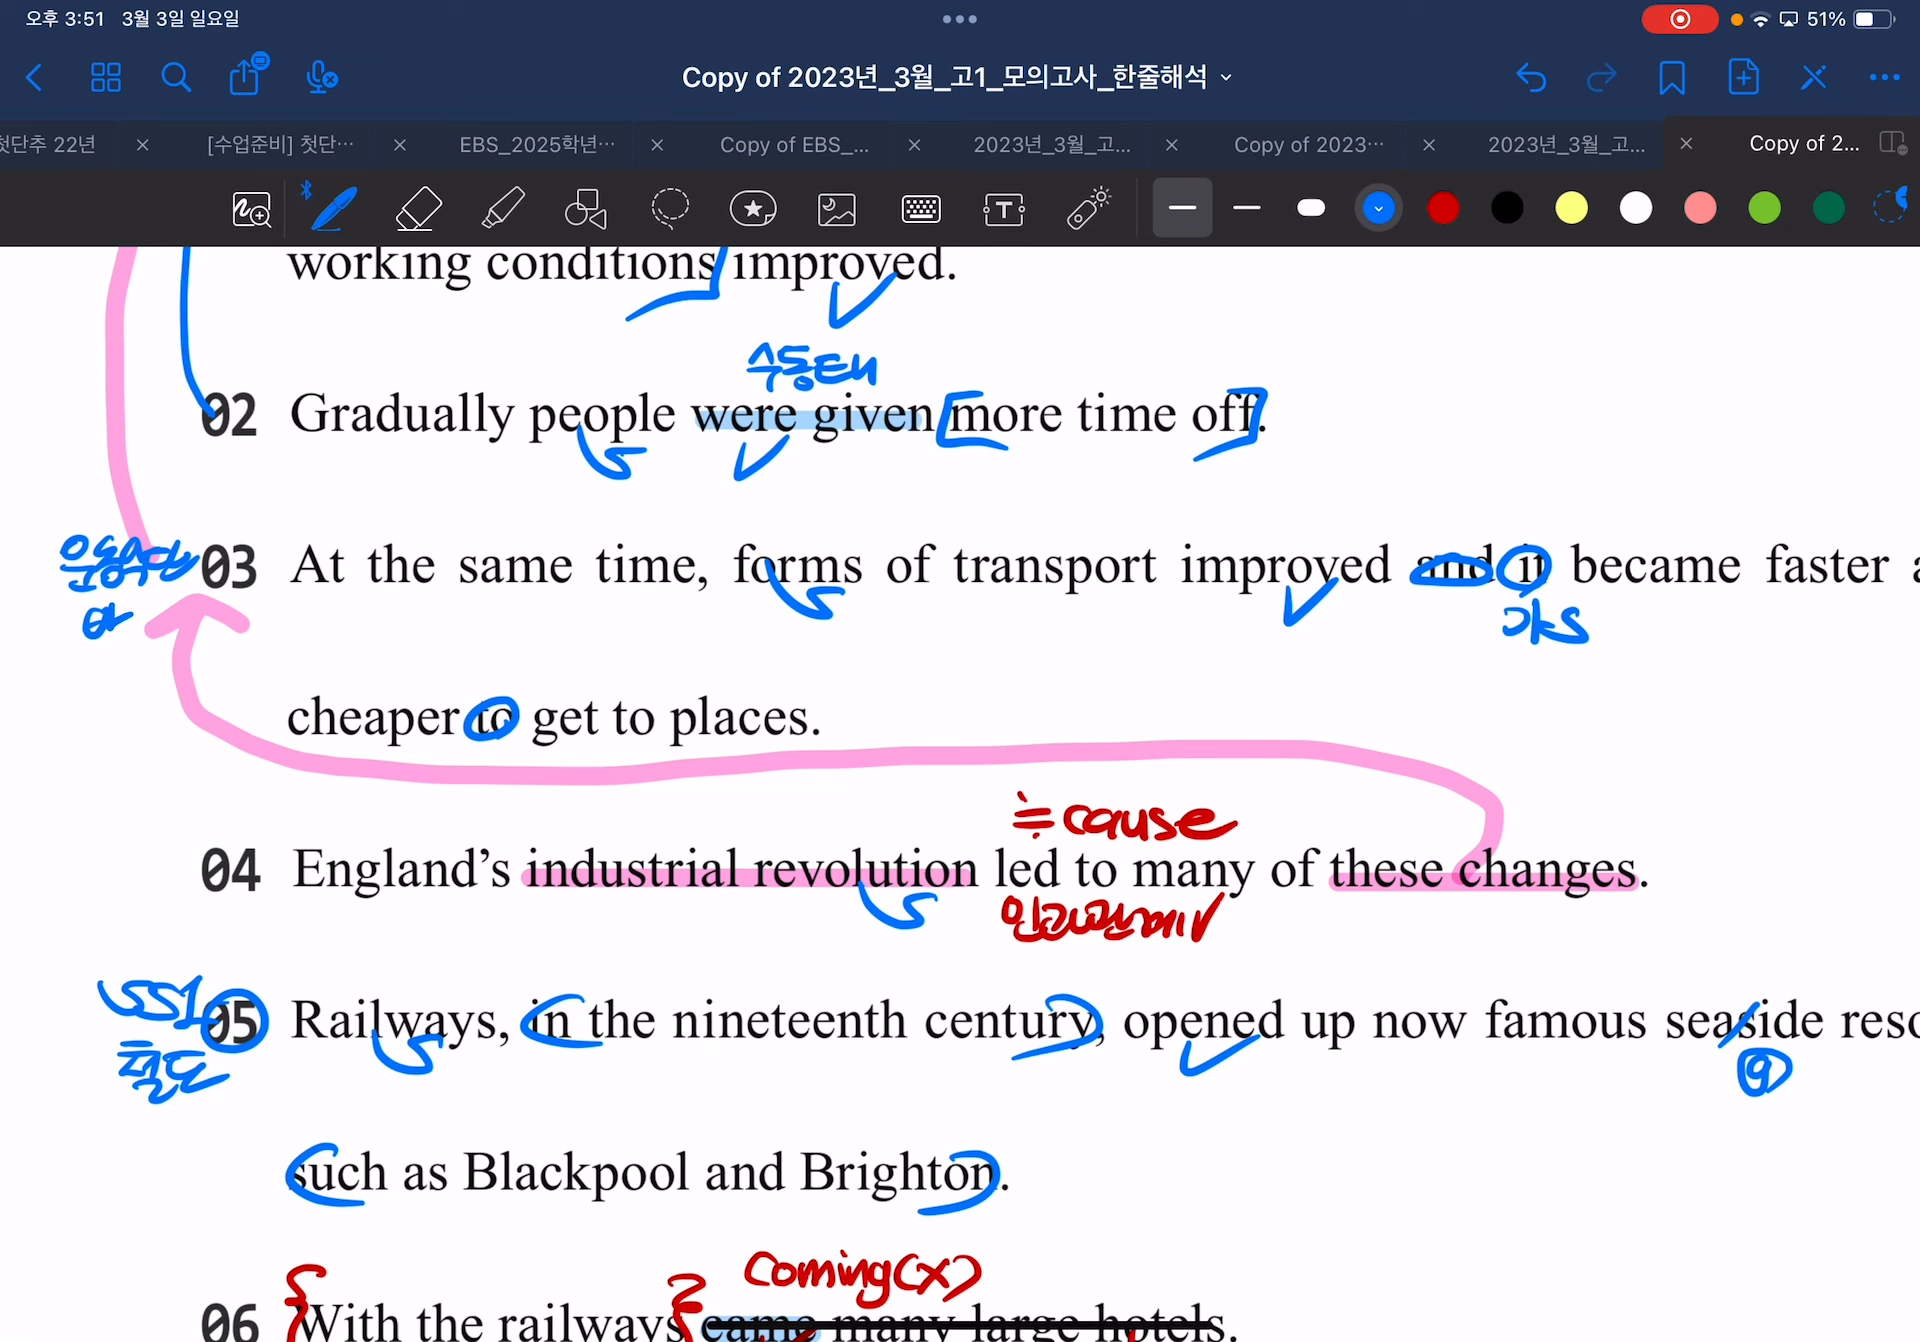 오후 3:51 3월 3일 일요일
51%
Copy of 2023년_3월_고1_모의고사_한줄해석
첫단추 22년
[수업준비] 첫단…
EBS_2025학년…
Copy of EBS_...
2023년_3월_고...
Copy of 2023…
2023년_3월_고...
Copy of 2...
working conditions improved.
수동태
02 Gradually people were given more time off.
S
03 At the same time, forms of transport improved and it became faster a
S
가S
cheaper to get to places.
≒ cause
04 England's industrial revolution led to many of these changes.
S
인과관계
SS1
05 Railways, in the nineteenth century, opened up now famous seaside reso
철도
S
such as Blackpool and Brighton.
Coming(X)
06 With the railways came many large hotels.